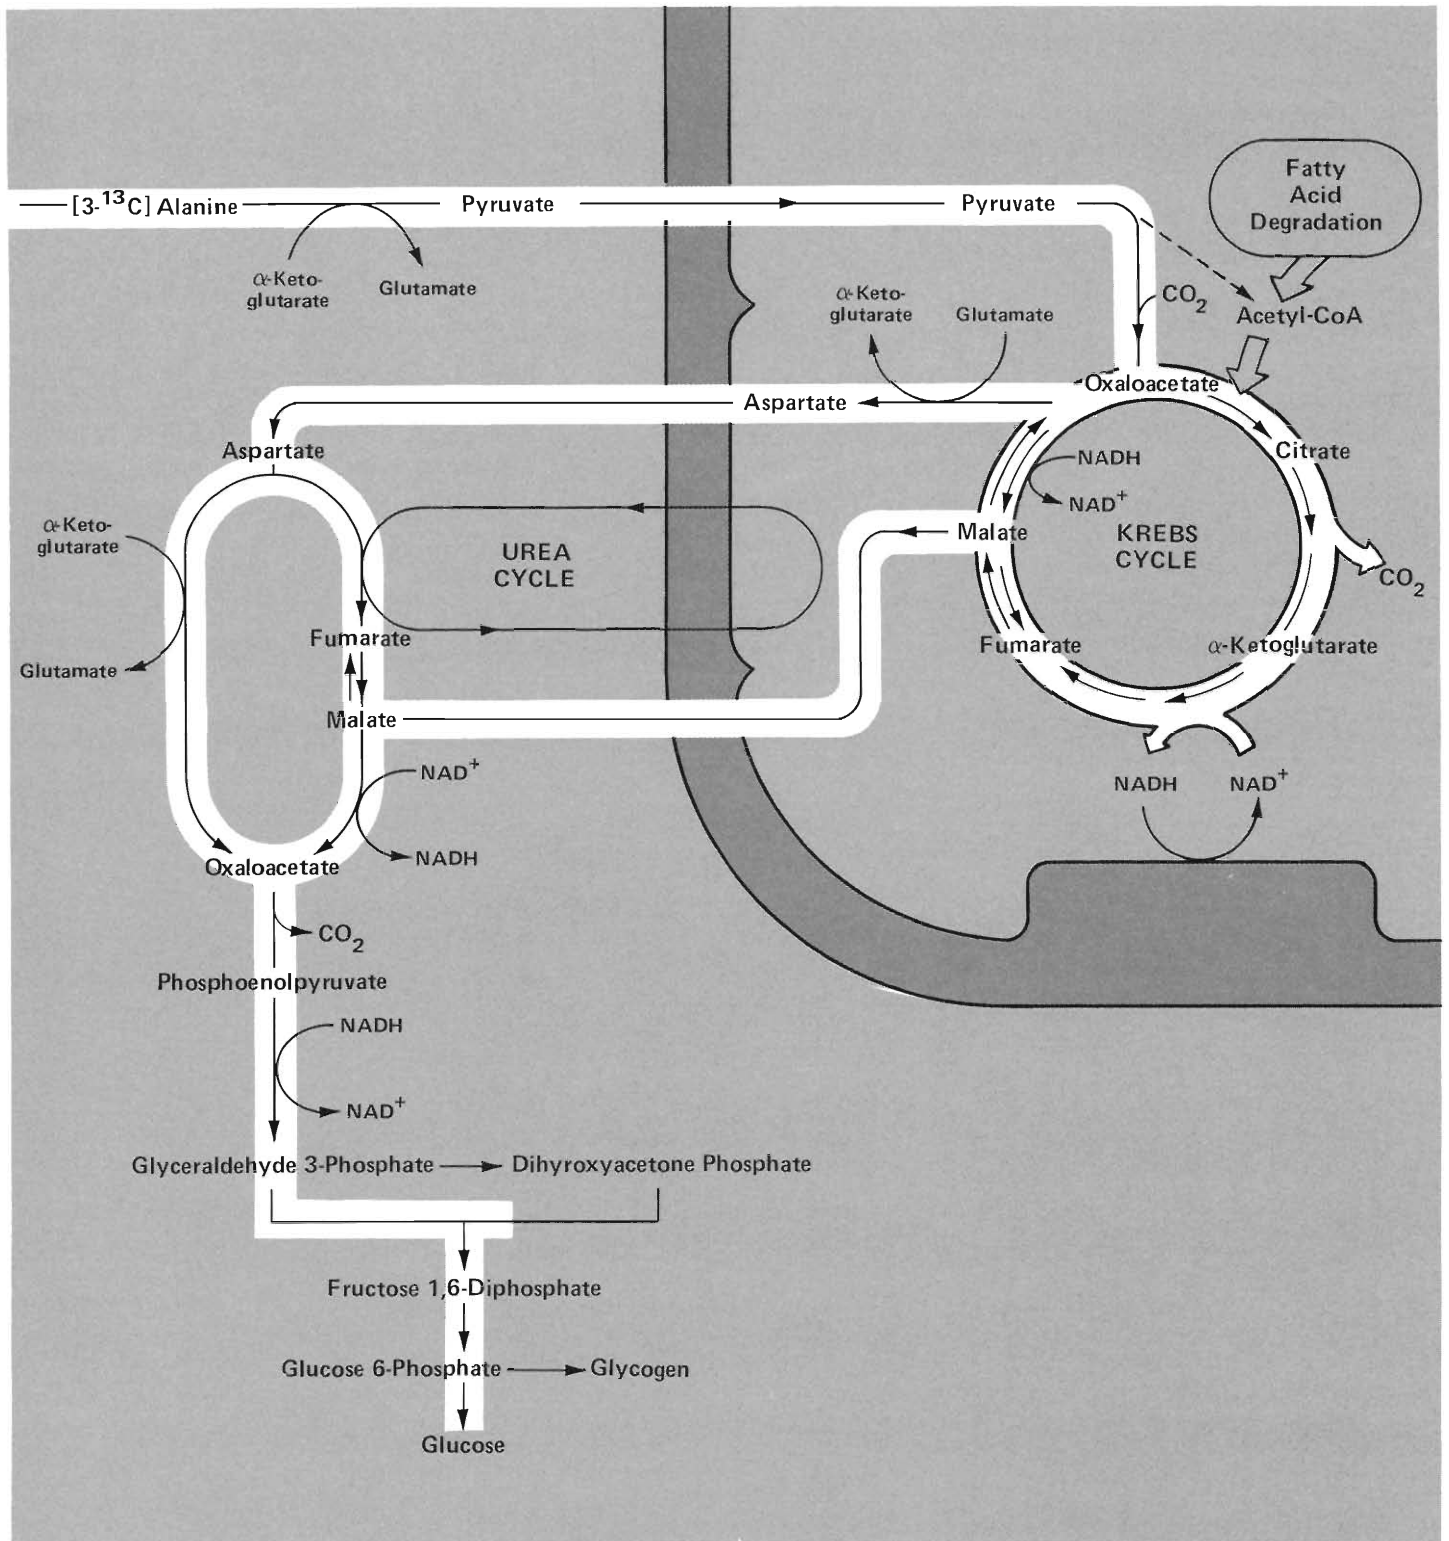 Fatty
Acid
Degradation
[3-¹³C] Alanine
Pyruvate
Pyruvate
α-Keto-
glutarate
Glutamate
α-Keto-
glutarate
Glutamate
CO₂
Acetyl-CoA
Oxaloacetate
Aspartate
Aspartate
Citrate
NADH
NAD⁺
α-Keto-
glutarate
UREA
CYCLE
Malate
KREBS
CYCLE
CO₂
Fumarate
Fumarate
α-Ketoglutarate
Glutamate
Malate
NAD⁺
NADH
NAD⁺
Oxaloacetate
NADH
CO₂
Phosphoenolpyruvate
NADH
NAD⁺
Glyceraldehyde 3-Phosphate
Dihyroxyacetone Phosphate
Fructose 1,6-Diphosphate
Glucose 6-Phosphate
Glycogen
Glucose